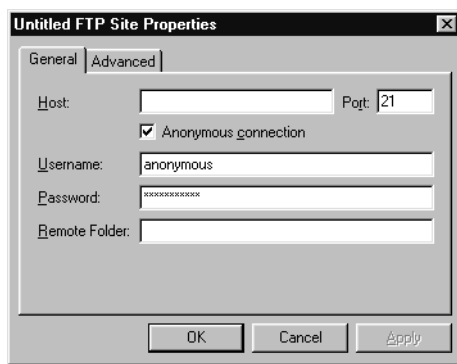 Untitled FTP Site Properties
General Advanced
Host: Port: 21
Anonymous connection
Username: anonymous
Password: ***********
Remote Folder:
OK Cancel Apply